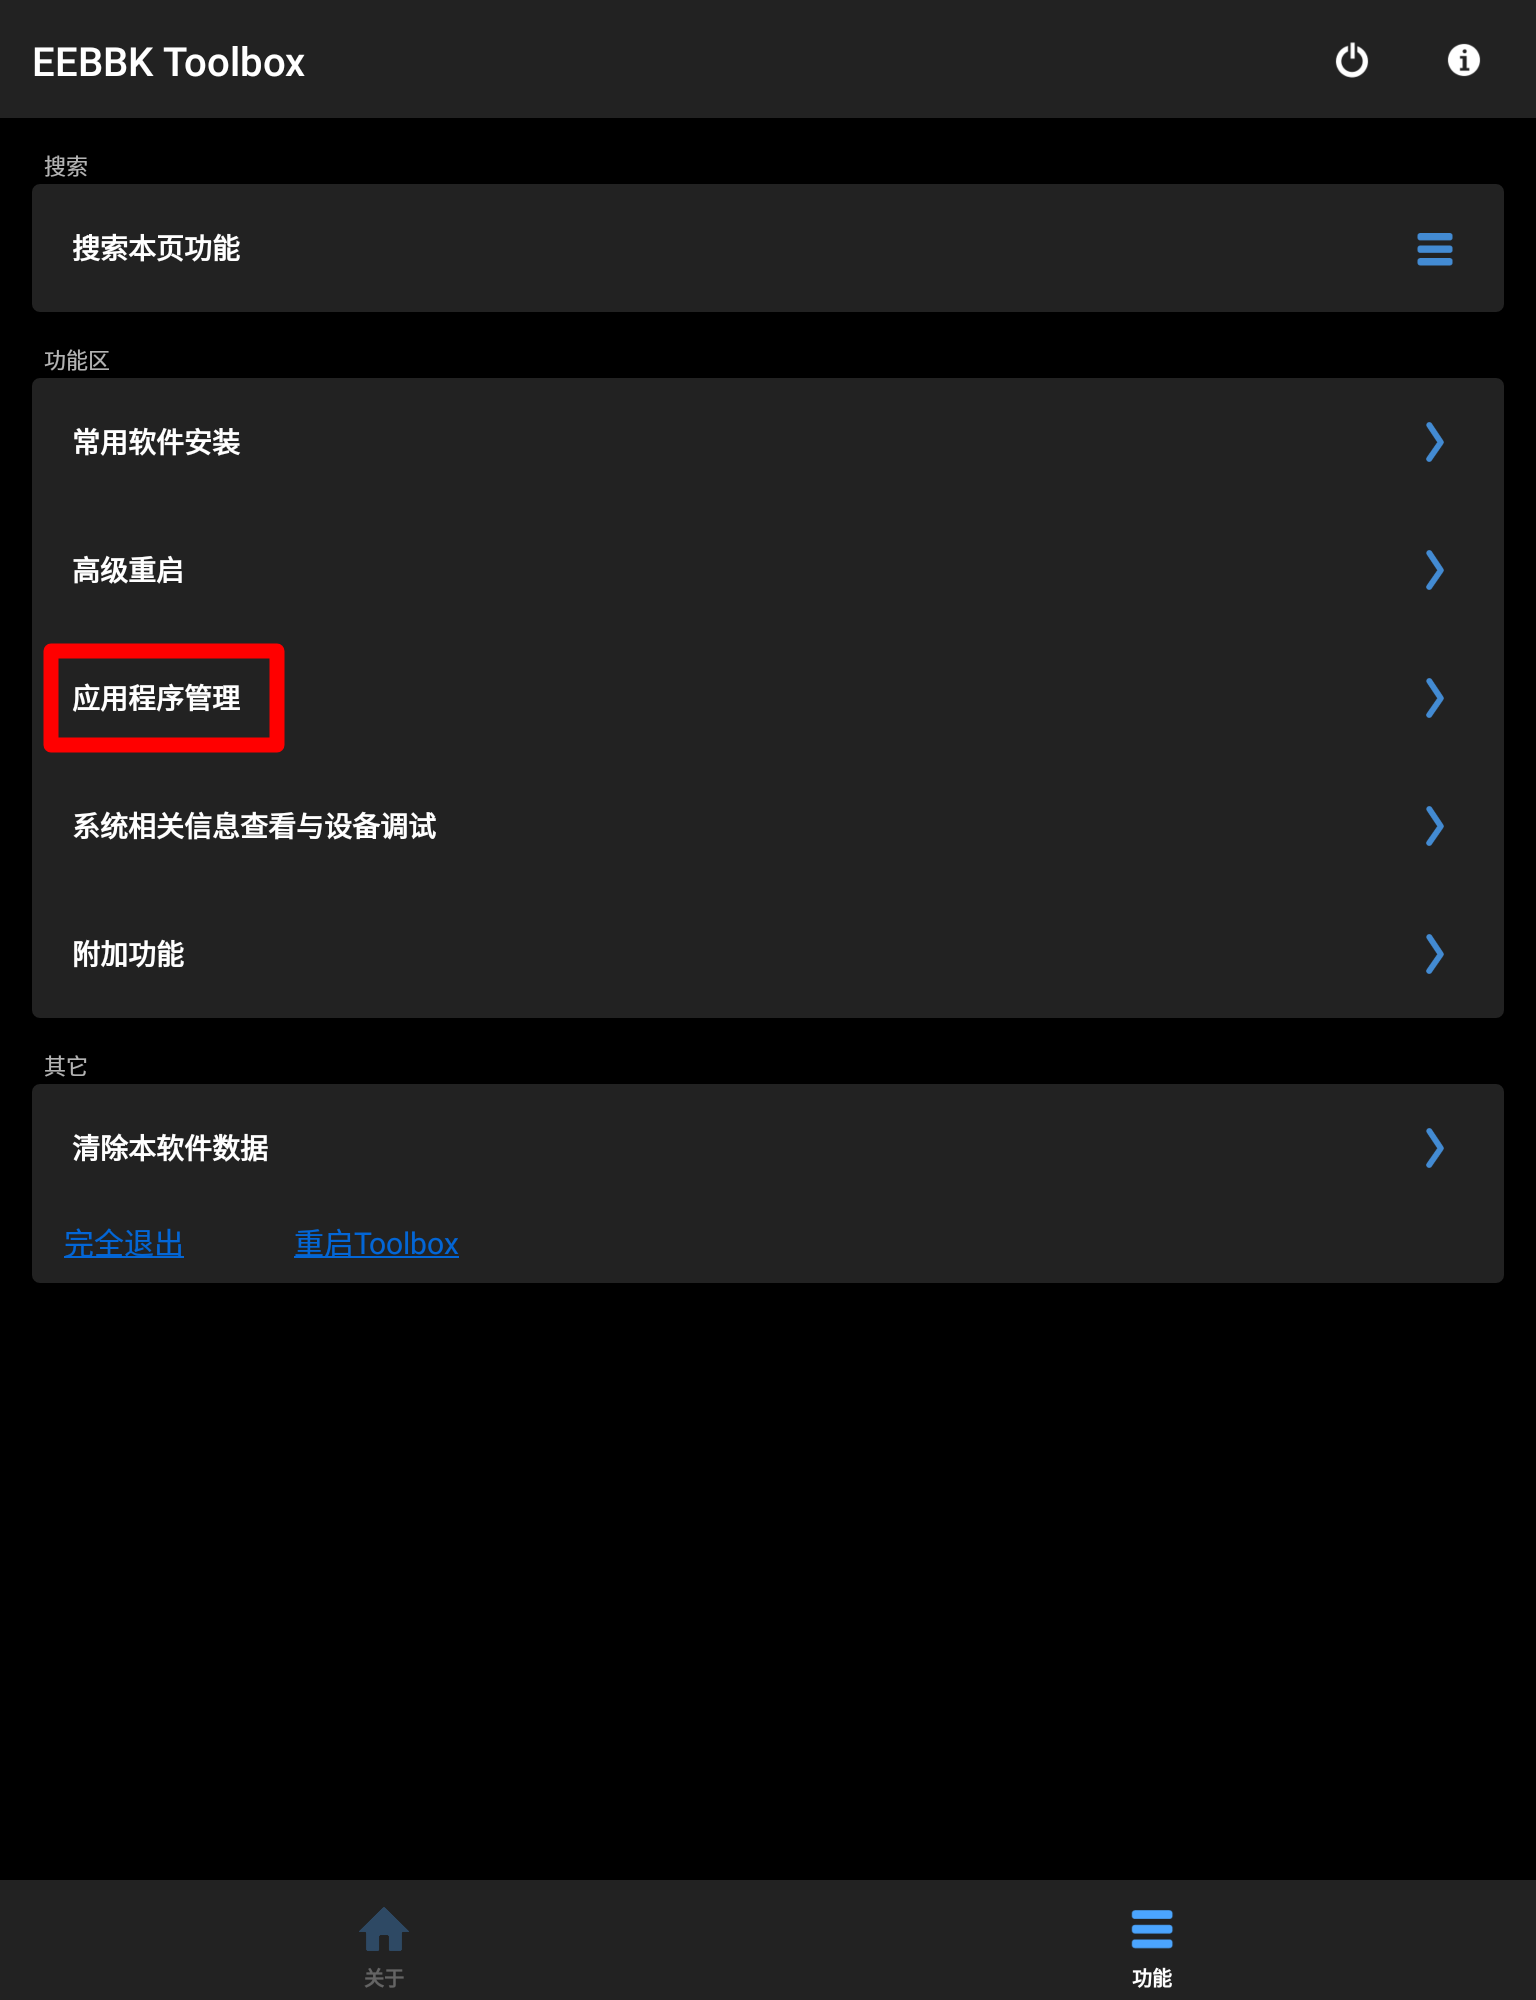 EEBBK Toolbox
搜索
搜索本页功能
功能区
常用软件安装
高级重启
应用程序管理
系统相关信息查看与设备调试
附加功能
其它
清除本软件数据
完全退出 重启Toolbox
关于 功能